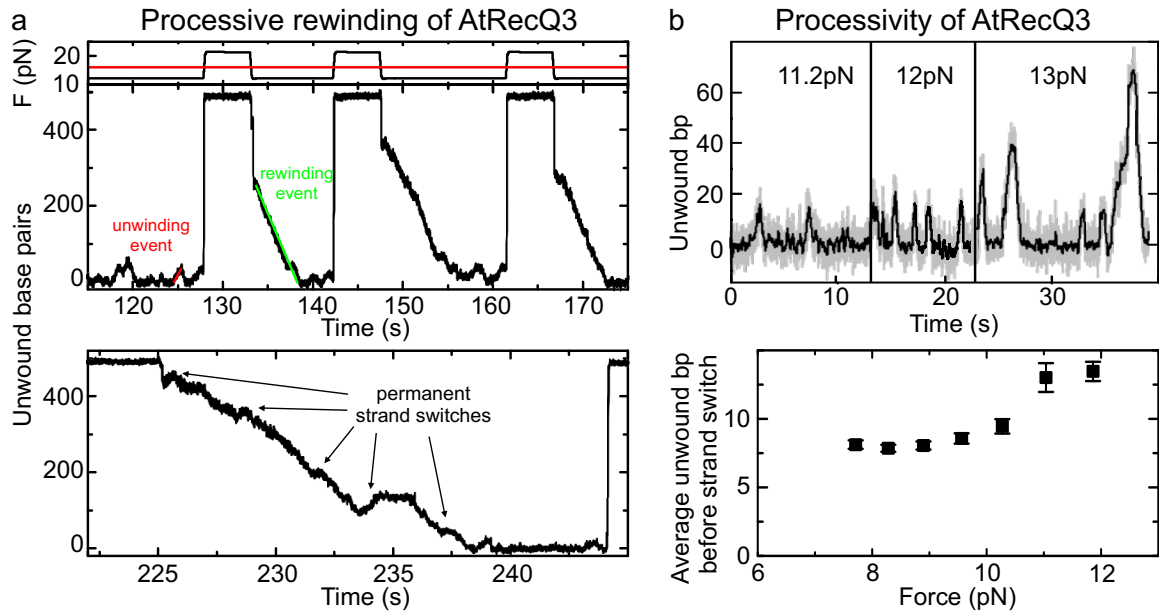 a
Processive rewinding of AtRecQ3
F (pN)
20
10
Unwound base pairs
400
200
0
unwinding
event
rewinding
event
120 130 140 150 160 170
Time (s)
400
200
0
permanent
strand switches
225 230 235 240
Time (s)
b
Processivity of AtRecQ3
Unwound bp
60
40
20
0
11.2pN 12pN 13pN
0 10 20 30
Time (s)
Average unwound bp
before strand switch
10
5
0
6 8 10 12
Force (pN)